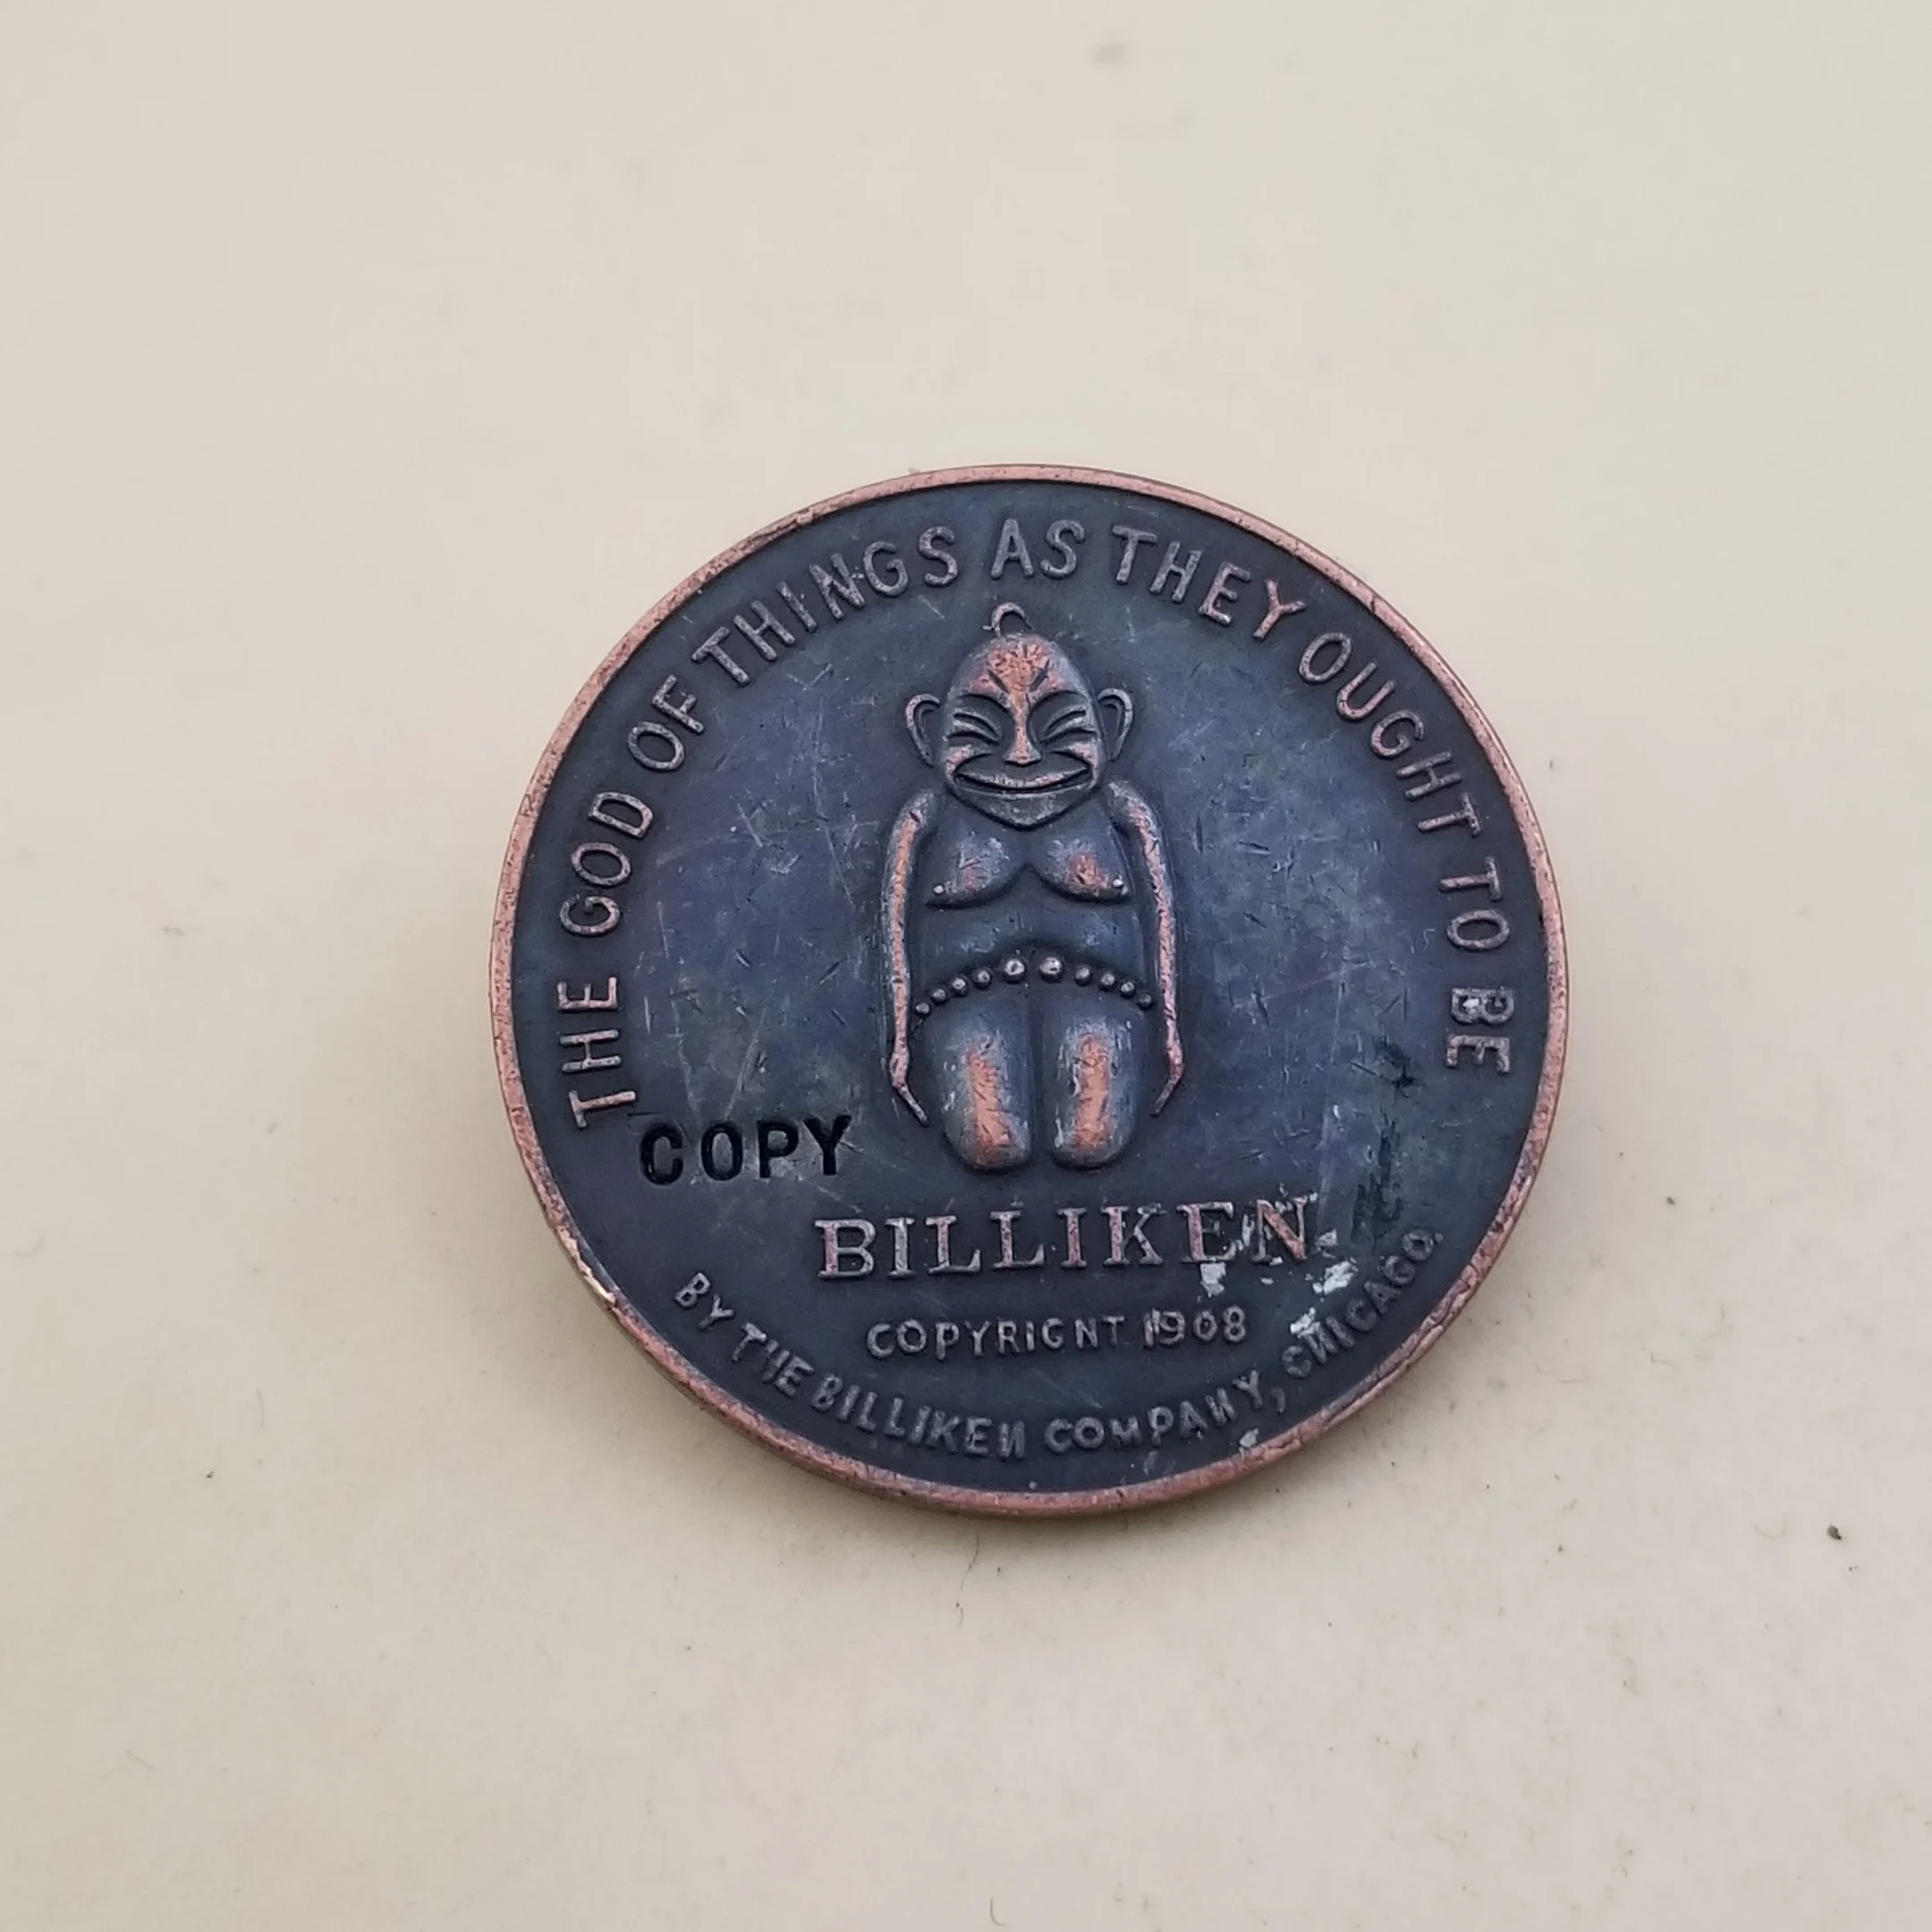 THE GOD OF THINGS AS THEY OUGHT TO BE
COPY
BILLIKEN
COPYRIGNT 1908
BY THE BILLIKEN COMPANY, CHICAGO.